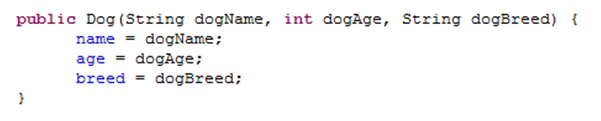 public Dog(String dogName, int dogAge, String dogBreed) {
name = dogName;
age = dogAge;
breed = dogBreed;
}